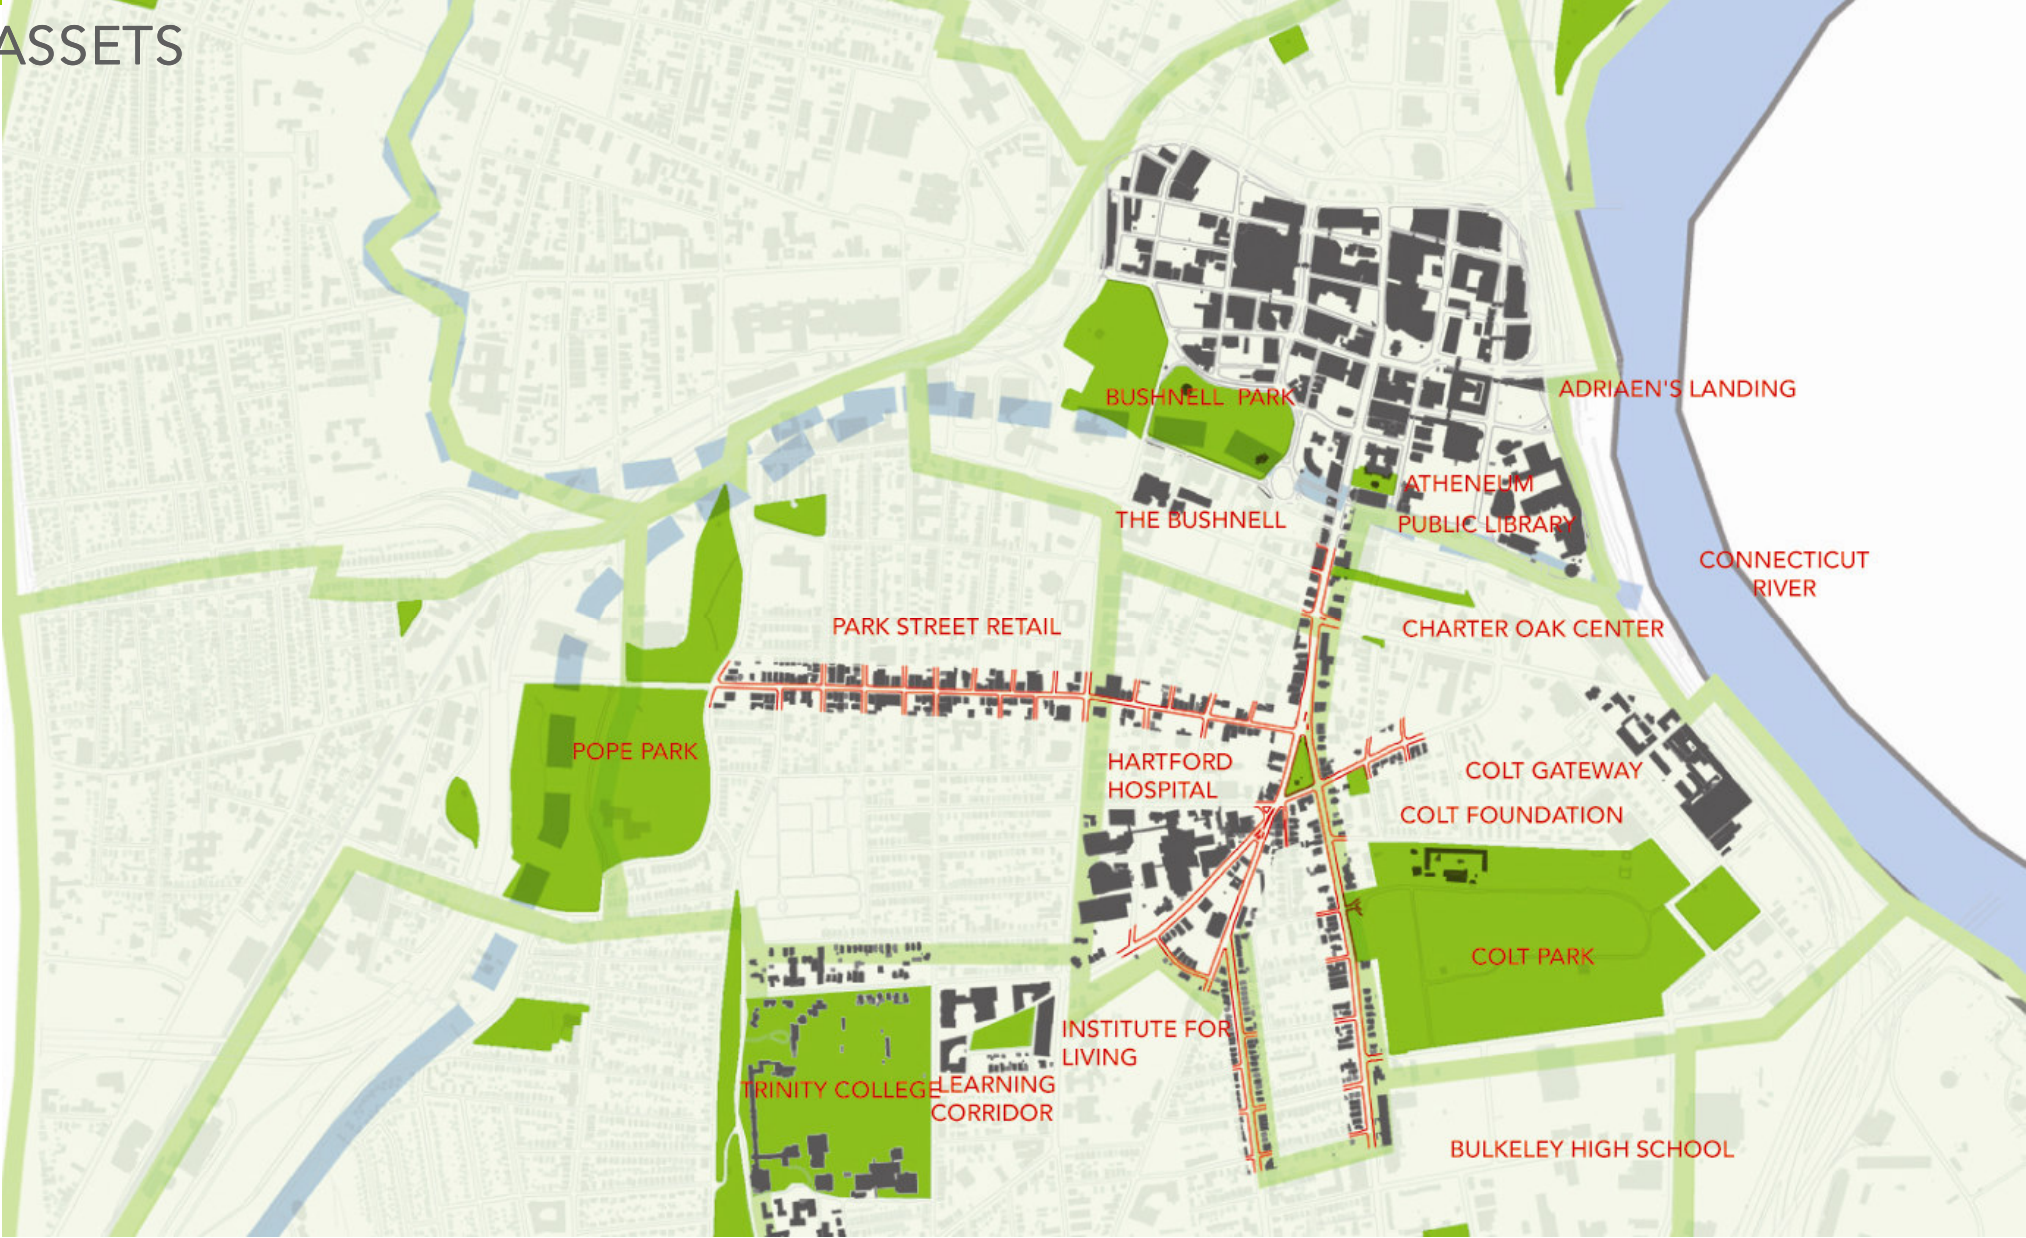 ASSETS
BUSHNELL PARK
ADRIAEN'S LANDING
ATHENEUM
THE BUSHNELL
PUBLIC LIBRARY
CONNECTICUT
RIVER
PARK STREET RETAIL
CHARTER OAK CENTER
POPE PARK
HARTFORD
HOSPITAL
COLT GATEWAY
COLT FOUNDATION
COLT PARK
INSTITUTE FOR
LIVING
TRINITY COLLEGE
LEARNING
CORRIDOR
BULKELEY HIGH SCHOOL